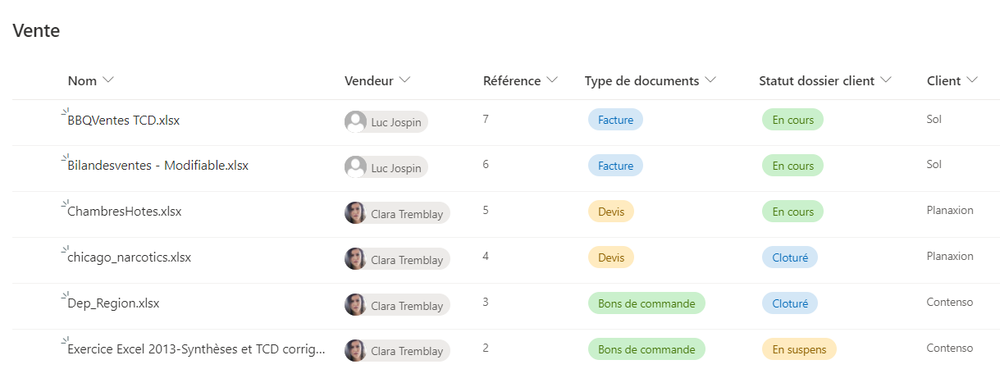 Vente
Nom Vendeur Référence Type de documents Statut dossier client Client
BBQVentes TCD.xlsx Luc Jospin 7 Facture En cours Sol
Bilandesventes - Modifiable.xlsx Luc Jospin 6 Facture En cours Sol
ChambresHotes.xlsx Clara Tremblay 5 Devis En cours Planaxion
chicago_narcotics.xlsx Clara Tremblay 4 Devis Cloturé Planaxion
Dep_Region.xlsx Clara Tremblay 3 Bons de commande Cloturé Contenso
Exercice Excel 2013-Synthèses et TCD corrig... Clara Tremblay 2 Bons de commande En suspens Contenso